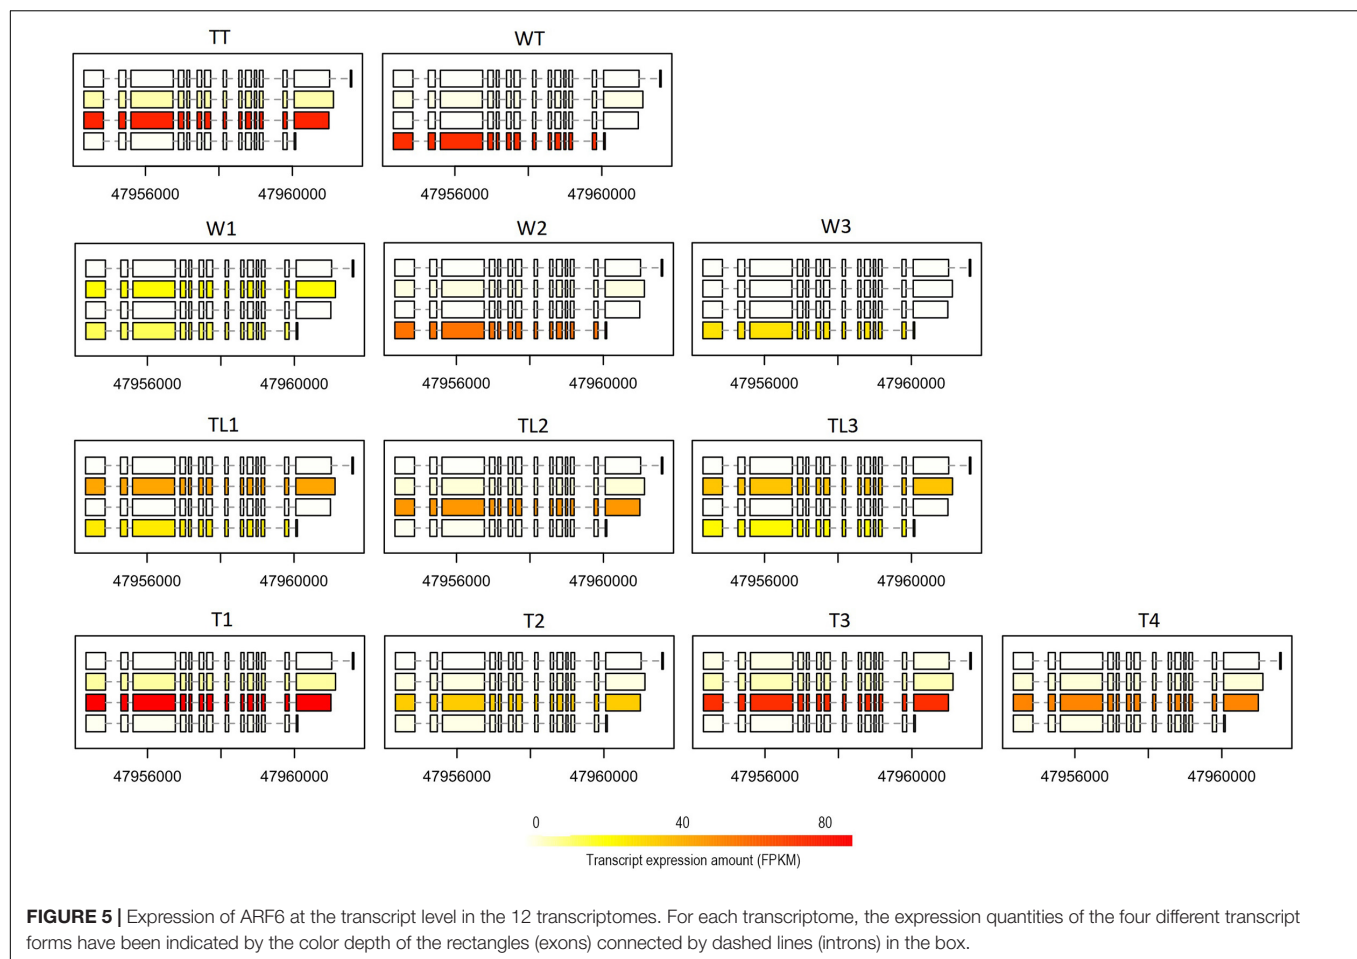 TT WT
47956000 47960000 47956000 47960000
W1 W2 W3
47956000 47960000 47956000 47960000 47956000 47960000
TL1 TL2 TL3
47956000 47960000 47956000 47960000 47956000 47960000
T1 T2 T3 T4
47956000 47960000 47956000 47960000 47956000 47960000 47956000 47960000
0 40 80
Transcript expression amount (FPKM)
FIGURE 5 | Expression of ARF6 at the transcript level in the 12 transcriptomes. For each transcriptome, the expression quantities of the four different transcript
forms have been indicated by the color depth of the rectangles (exons) connected by dashed lines (introns) in the box.